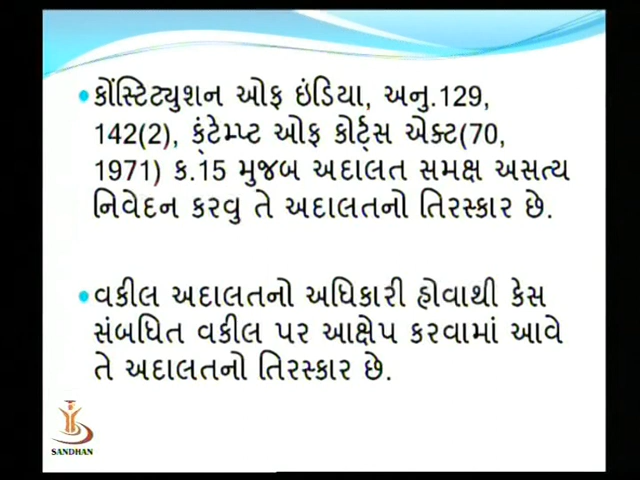 •કોંસ્ટિટ્યુશન ઓફ ઇંડિયા, અનુ.129,
142(2), કંટેમ્પ્ટ ઓફ કોર્ટ્સ એક્ટ(70,
1971) ક.15 મુજબ અદાલત સમક્ષ અસત્ય
નિવેદન કરવુ તે અદાલતનો તિરસ્કાર છે.
•વકીલ અદાલતનો અધિકારી હોવાથી કેસ
સંબધિત વકીલ પર આક્ષેપ કરવામાં આવે
તે અદાલતનો તિરસ્કાર છે.
SANDHAN